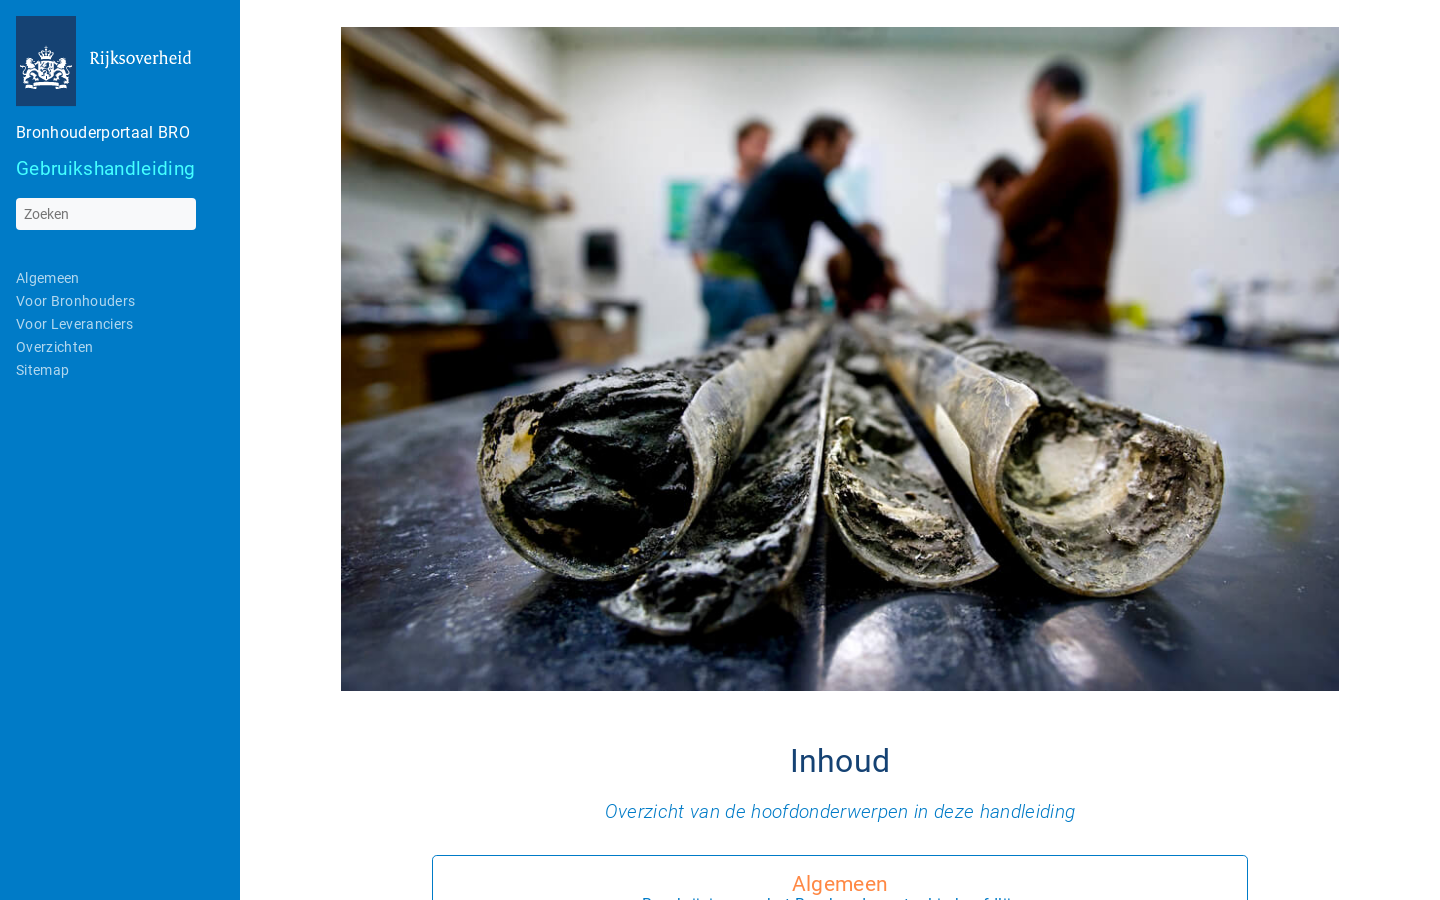 Rijksoverheid
Bronhouderportaal BRO
Gebruikshandleiding
Zoeken
Algemeen
Voor Bronhouders
Voor Leveranciers
Overzichten
Sitemap
Inhoud
Overzicht van de hoofdonderwerpen in deze handleiding
Algemeen